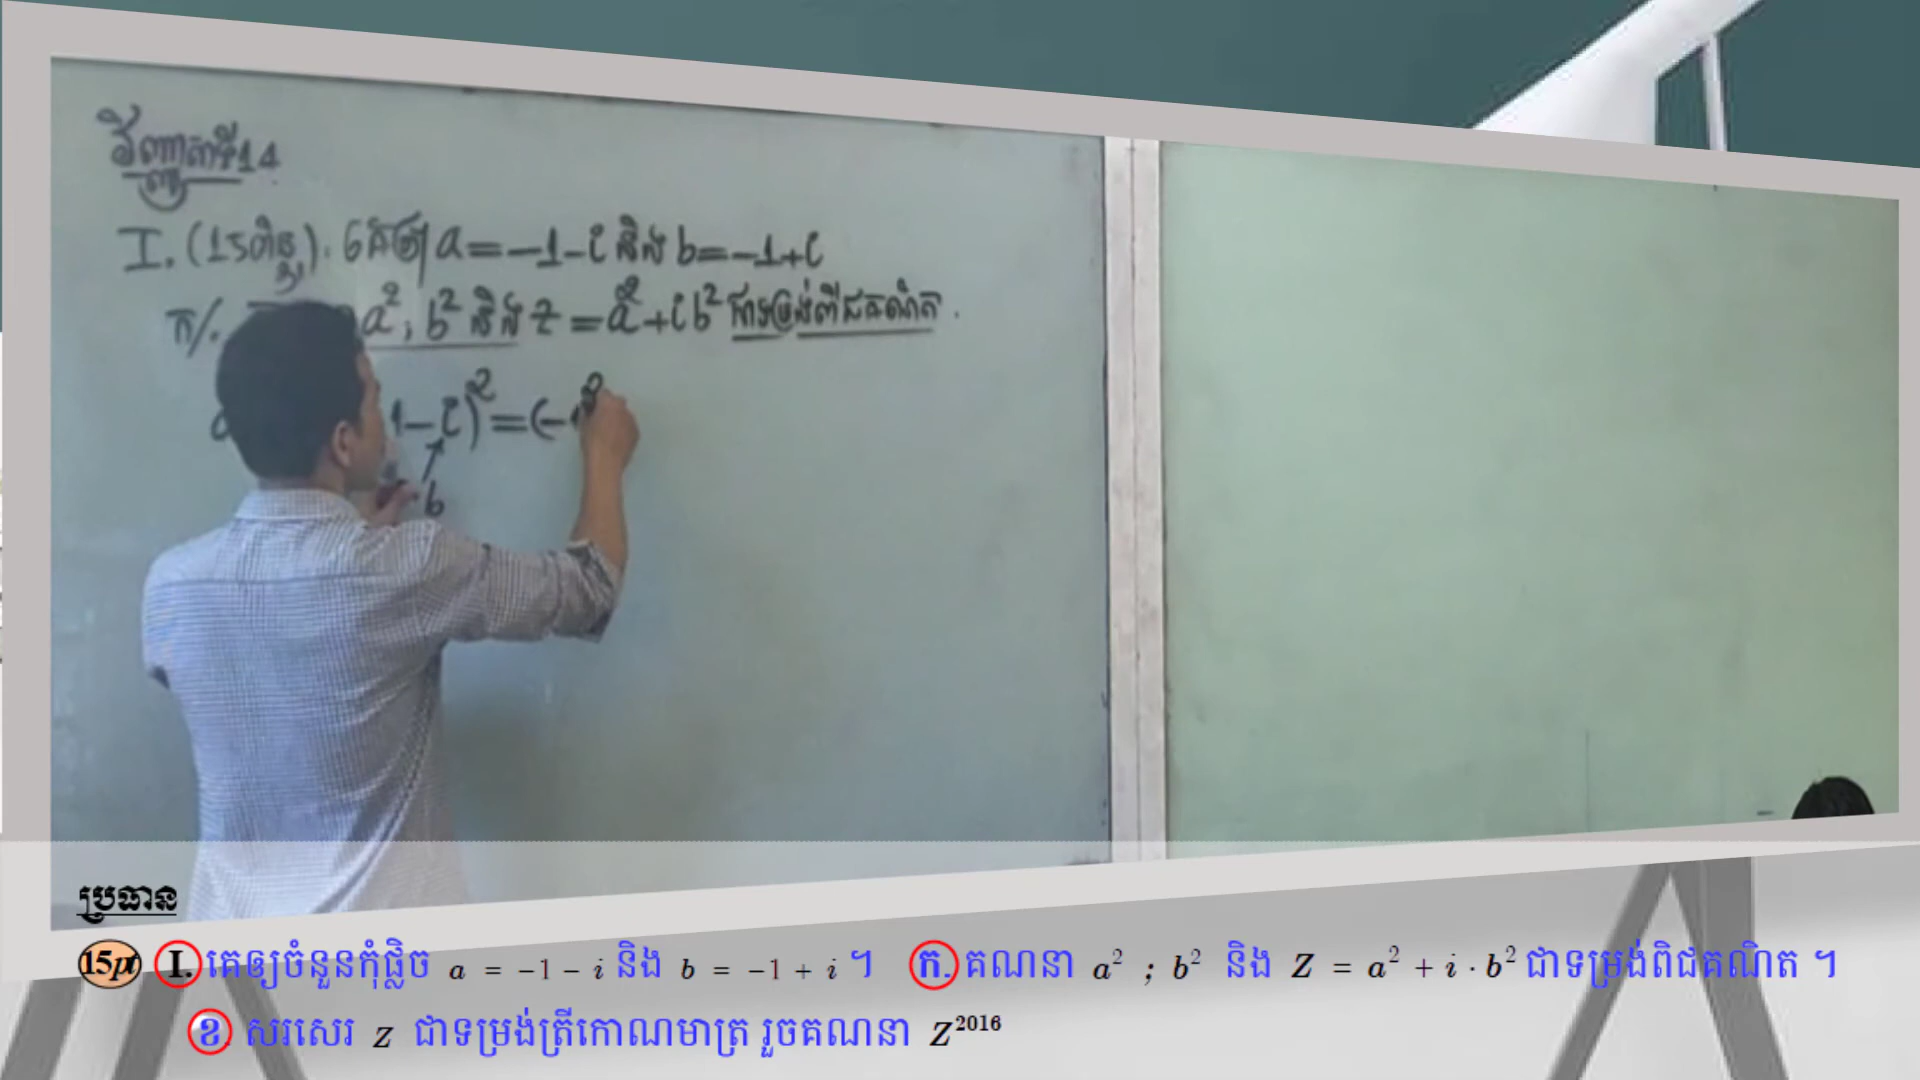 វិញ្ញាសាទី14
I. (15ពិន្ទុ). គេឲ្យ a = -1-i និង b = -1+i
ក/. a², b² និង z = a² + ib² ជាទម្រង់ពីជគណិត.
1-i)² = (-1²
b
ប្រធាន
15pt I. គេឲ្យចំនួនកុំផ្លិច a = -1 - i និង b = -1 + i ។ ក. គណនា a² ; b² និង Z = a² + i · b² ជាទម្រង់ពិជគណិត ។
ខ. សរសេរ Z ជាទម្រង់ត្រីកោណមាត្រ រួចគណនា Z²⁰¹⁶